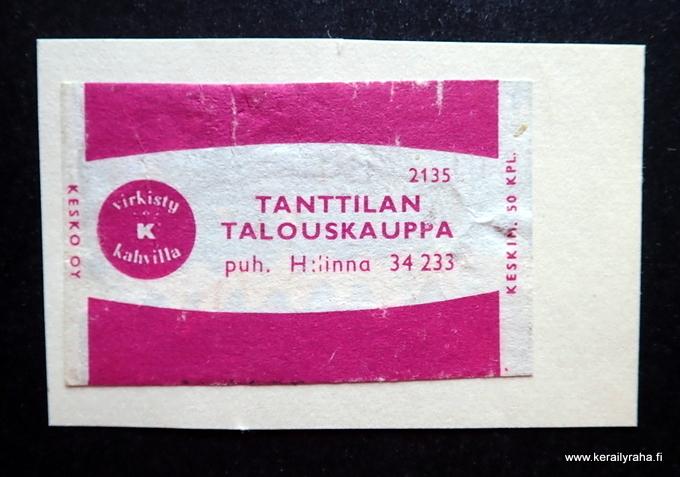 KESKO OY
virkisty
K
kahvilla
2135
TANTTILAN
TALOUSKAUPPA
puh. H:linna 34 233
KESKIM. 50 KPL.
www.kerailyraha.fi